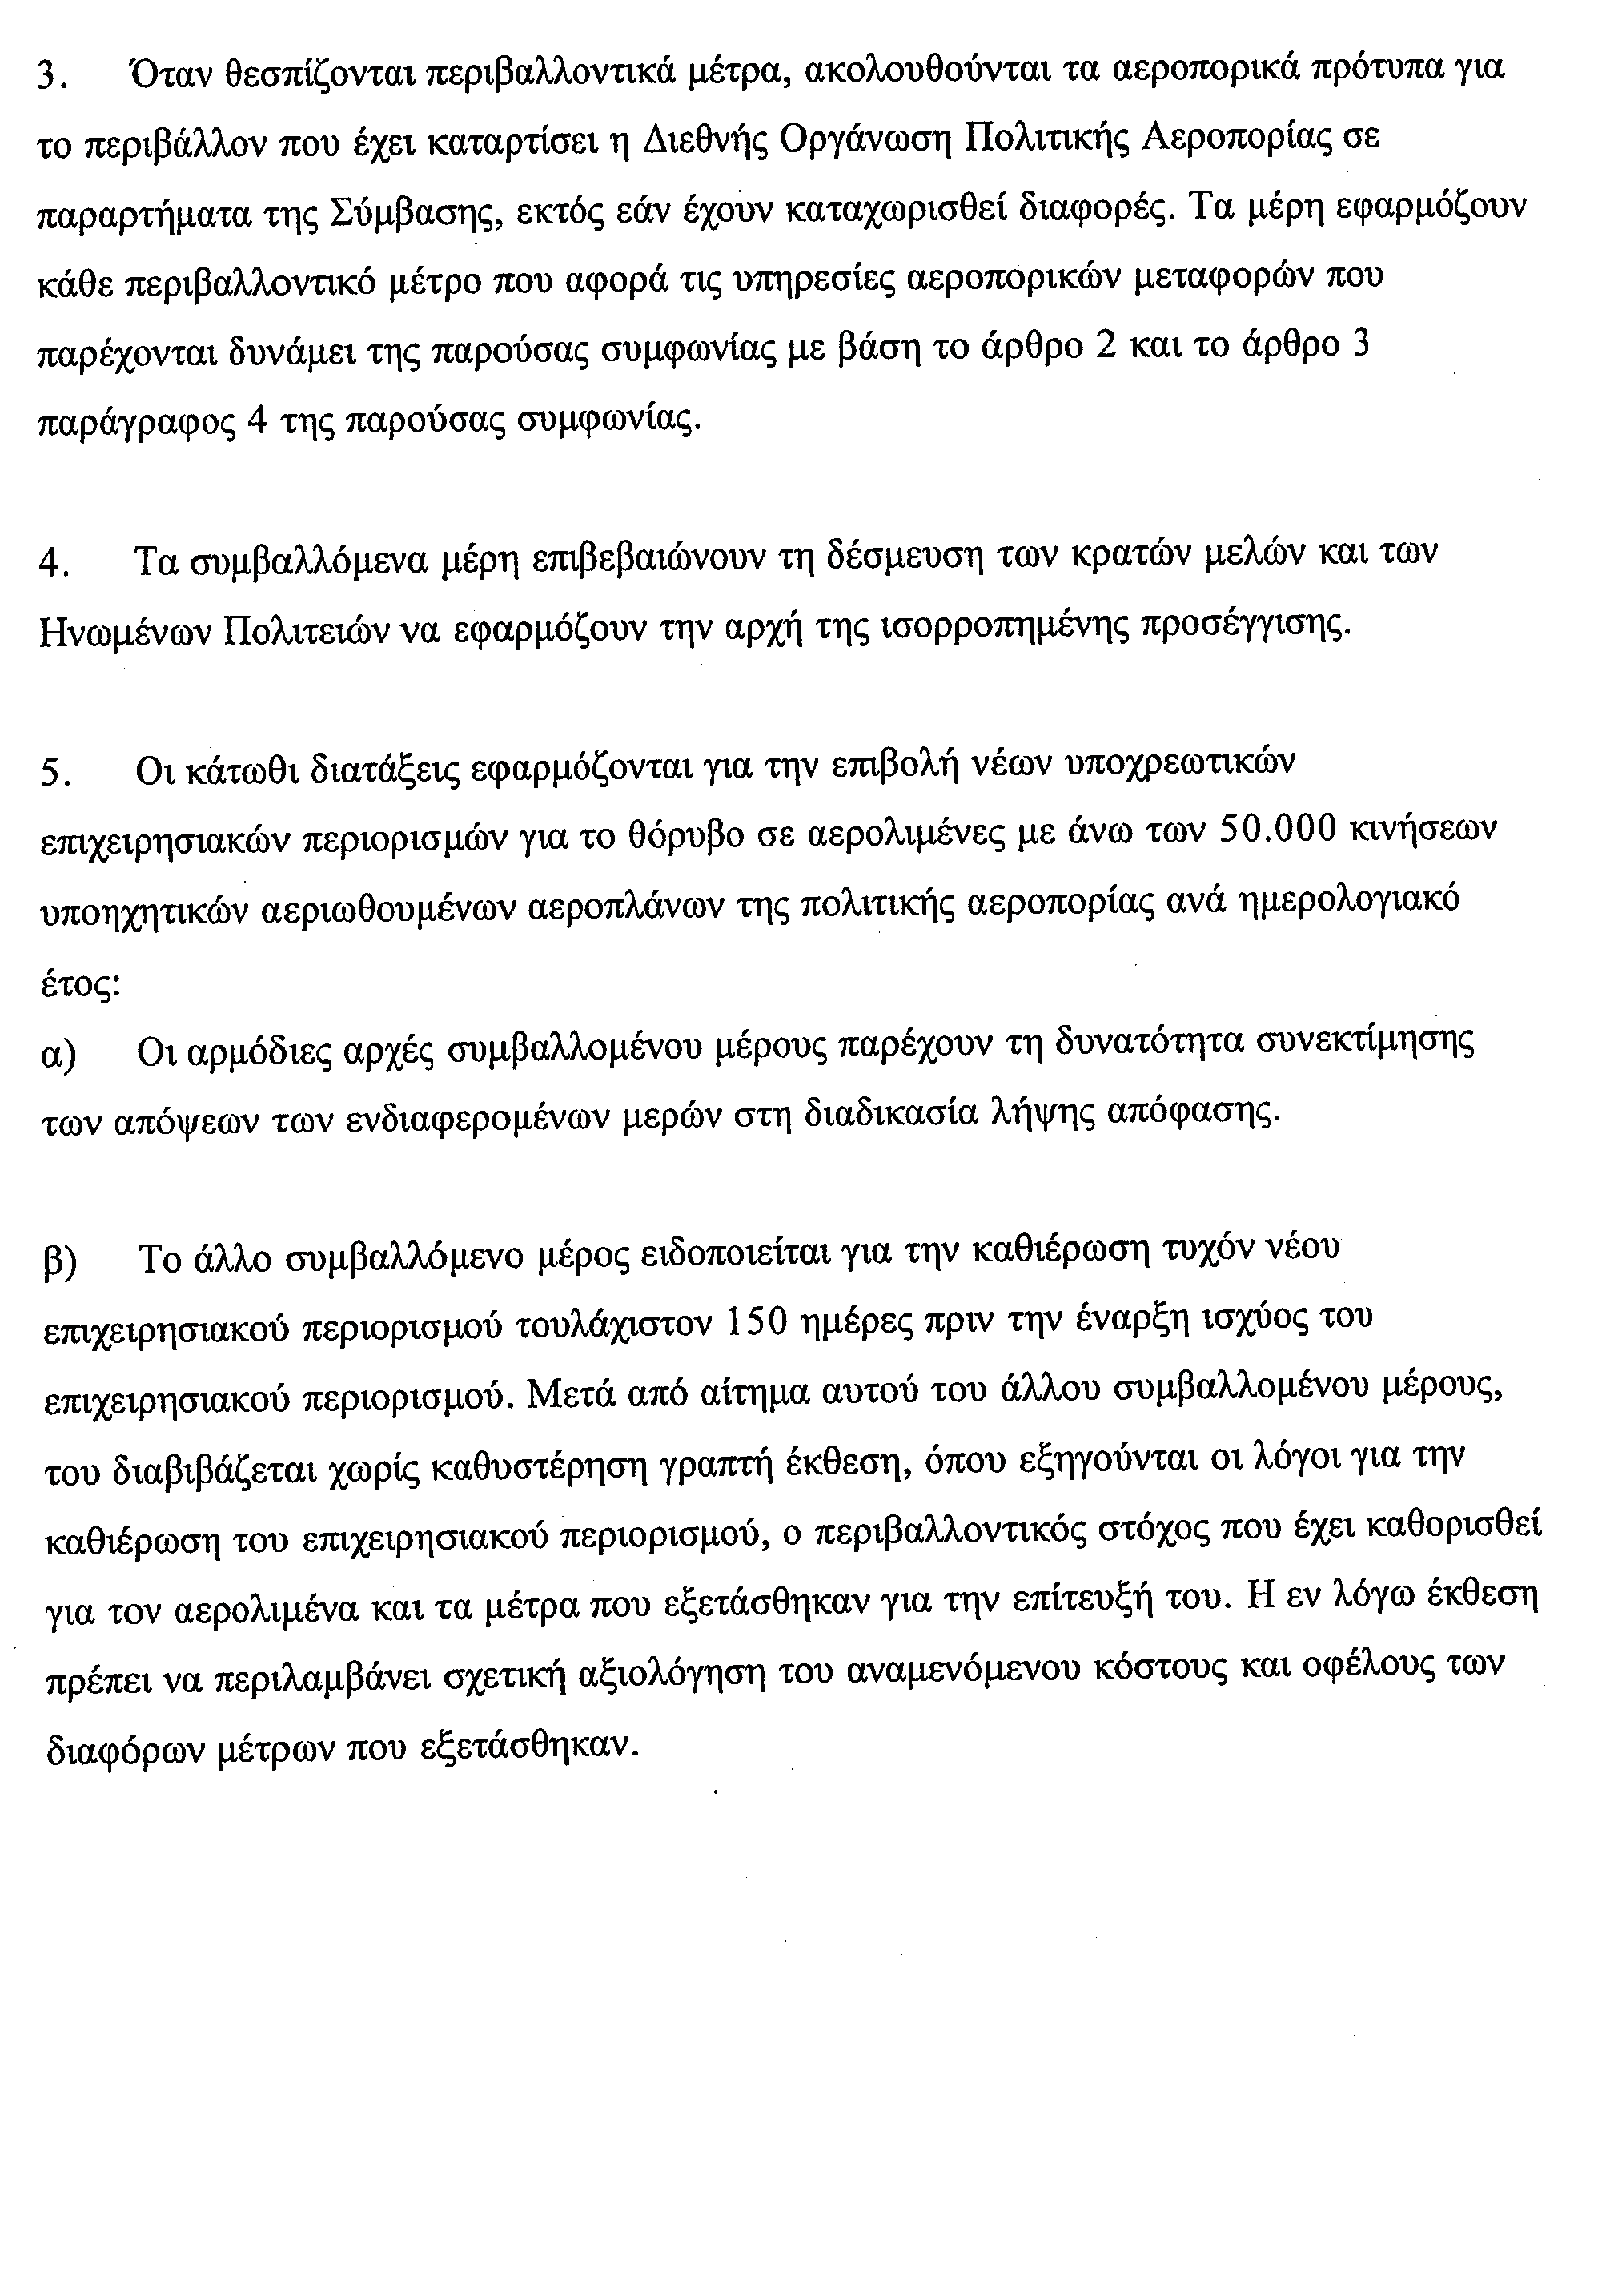 3. Όταν θεσπίζονται περιβαλλοντικά μέτρα, ακολουθούνται τα αεροπορικά πρότυπα για
το περιβάλλον που έχει καταρτίσει η Διεθνής Οργάνωση Πολιτικής Αεροπορίας σε
παραρτήματα της Σύμβασης, εκτός εάν έχουν καταχωρισθεί διαφορές. Τα μέρη εφαρμόζουν
κάθε περιβαλλοντικό μέτρο που αφορά τις υπηρεσίες αεροπορικών μεταφορών που
παρέχονται δυνάμει της παρούσας συμφωνίας με βάση το άρθρο 2 και το άρθρο 3
παράγραφος 4 της παρούσας συμφωνίας.
4. Τα συμβαλλόμενα μέρη επιβεβαιώνουν τη δέσμευση των κρατών μελών και των
Ηνωμένων Πολιτειών να εφαρμόζουν την αρχή της ισορροπημένης προσέγγισης.
5. Οι κάτωθι διατάξεις εφαρμόζονται για την επιβολή νέων υποχρεωτικών
επιχειρησιακών περιορισμών για το θόρυβο σε αερολιμένες με άνω των 50.000 κινήσεων
υποηχητικών αεριωθουμένων αεροπλάνων της πολιτικής αεροπορίας ανά ημερολογιακό
έτος:
α) Οι αρμόδιες αρχές συμβαλλομένου μέρους παρέχουν τη δυνατότητα συνεκτίμησης
των απόψεων των ενδιαφερομένων μερών στη διαδικασία λήψης απόφασης.
β) Το άλλο συμβαλλόμενο μέρος ειδοποιείται για την καθιέρωση τυχόν νέου
επιχειρησιακού περιορισμού τουλάχιστον 150 ημέρες πριν την έναρξη ισχύος του
επιχειρησιακού περιορισμού. Μετά από αίτημα αυτού του άλλου συμβαλλομένου μέρους,
του διαβιβάζεται χωρίς καθυστέρηση γραπτή έκθεση, όπου εξηγούνται οι λόγοι για την
καθιέρωση του επιχειρησιακού περιορισμού, ο περιβαλλοντικός στόχος που έχει καθορισθεί
για τον αερολιμένα και τα μέτρα που εξετάσθηκαν για την επίτευξή του. Η εν λόγω έκθεση
πρέπει να περιλαμβάνει σχετική αξιολόγηση του αναμενόμενου κόστους και οφέλους των
διαφόρων μέτρων που εξετάσθηκαν.